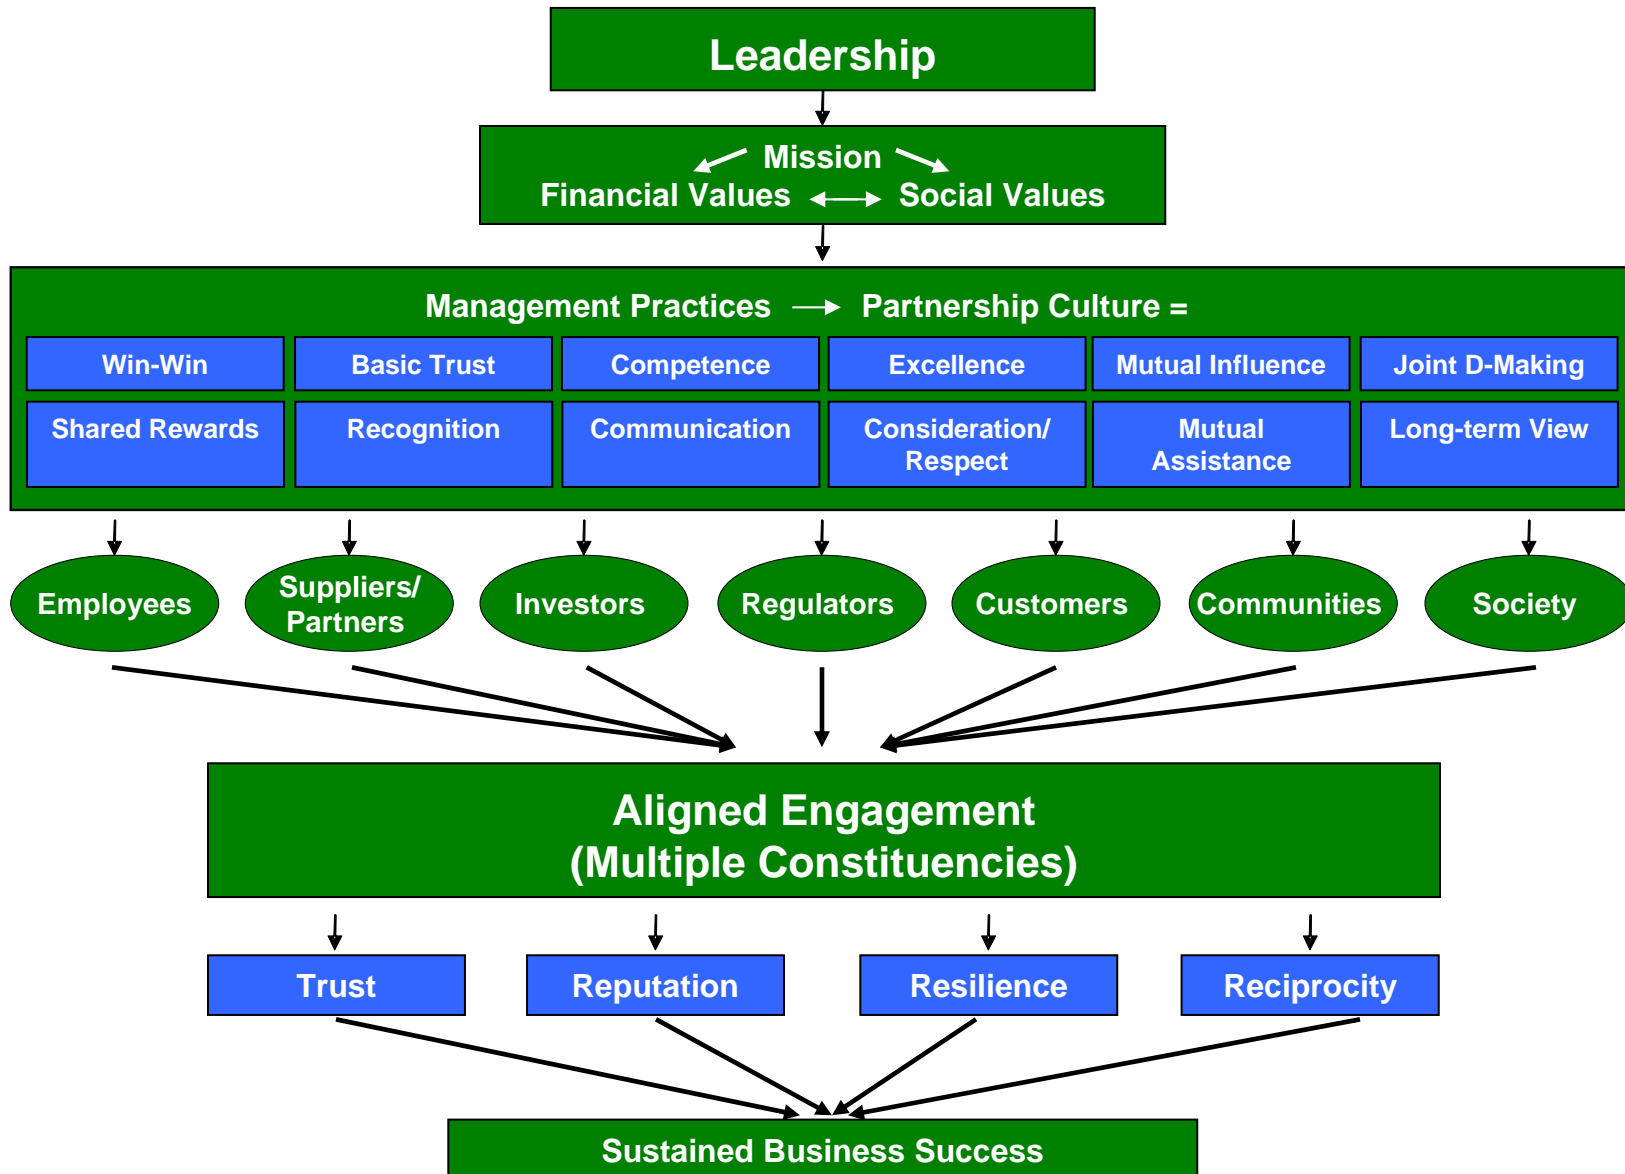 Leadership
Mission
Financial Values Social Values
Management Practices Partnership Culture =
Win-Win
Basic Trust
Competence
Excellence
Mutual Influence
Joint D-Making
Shared Rewards
Recognition
Communication
Consideration/
Respect
Mutual
Assistance
Long-term View
Employees
Suppliers/
Partners
Investors
Regulators
Customers
Communities
Society
Aligned Engagement
(Multiple Constituencies)
Trust
Reputation
Resilience
Reciprocity
Sustained Business Success